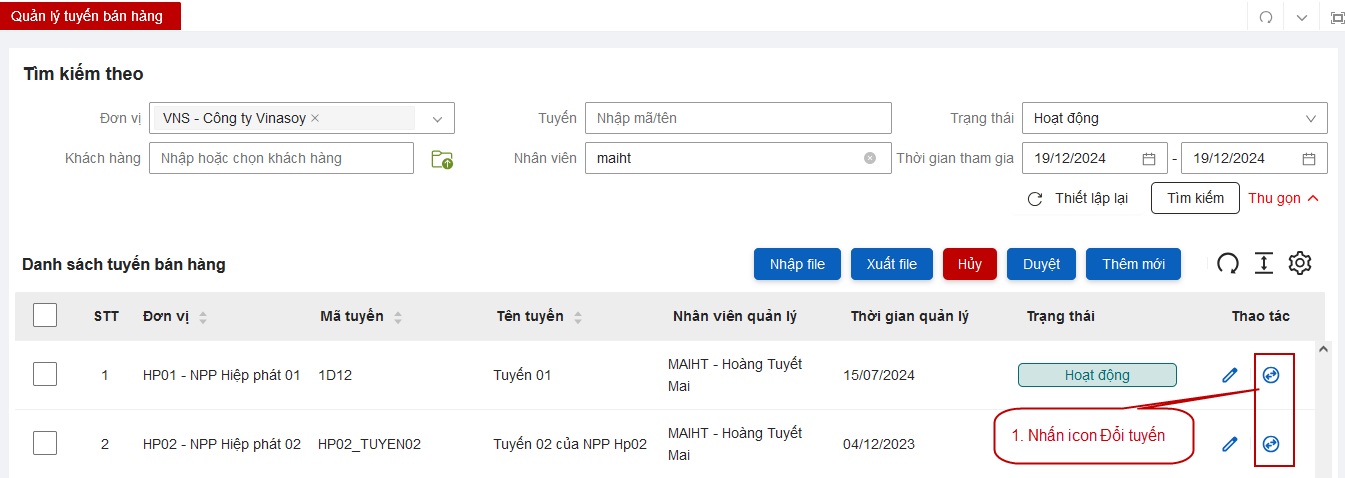 Quản lý tuyến bán hàng
Tìm kiếm theo
Đơn vị VNS - Công ty Vinasoy Tuyến Nhập mã/tên Trạng thái Hoạt động
Khách hàng Nhập hoặc chọn khách hàng Nhân viên maiht Thời gian tham gia 19/12/2024 - 19/12/2024
Thiết lập lại Tìm kiếm Thu gọn
Danh sách tuyến bán hàng Nhập file Xuất file Hủy Duyệt Thêm mới
STT Đơn vị Mã tuyến Tên tuyến Nhân viên quản lý Thời gian quản lý Trạng thái Thao tác
1 HP01 - NPP Hiệp phát 01 1D12 Tuyến 01 MAIHT - Hoàng Tuyết Mai 15/07/2024 Hoạt động
2 HP02 - NPP Hiệp phát 02 HP02_TUYEN02 Tuyến 02 của NPP Hp02 MAIHT - Hoàng Tuyết Mai 04/12/2023
1. Nhấn icon Đổi tuyến